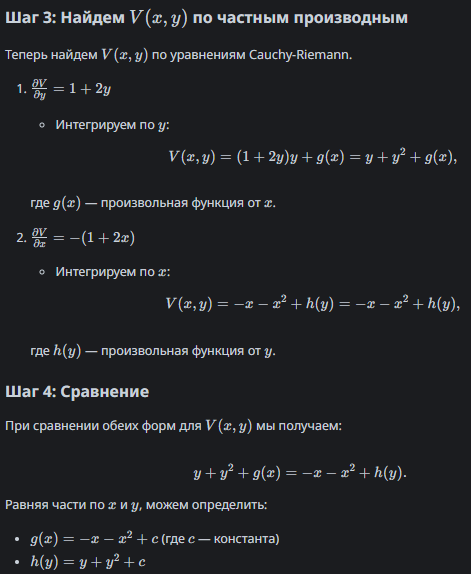 Шаг 3: Найдем V(x, y) по частным производным
Теперь найдем V(x, y) по уравнениям Cauchy-Riemann.
1. ∂V/∂y = 1 + 2y
Интегрируем по y:
V(x, y) = (1 + 2y)y + g(x) = y + y² + g(x),
где g(x) — произвольная функция от x.
2. ∂V/∂x = −(1 + 2x)
Интегрируем по x:
V(x, y) = −x − x² + h(y) = −x − x² + h(y),
где h(y) — произвольная функция от y.
Шаг 4: Сравнение
При сравнении обеих форм для V(x, y) мы получаем:
y + y² + g(x) = −x − x² + h(y).
Равняя части по x и y, можем определить:
g(x) = −x − x² + c (где c — константа)
h(y) = y + y² + c